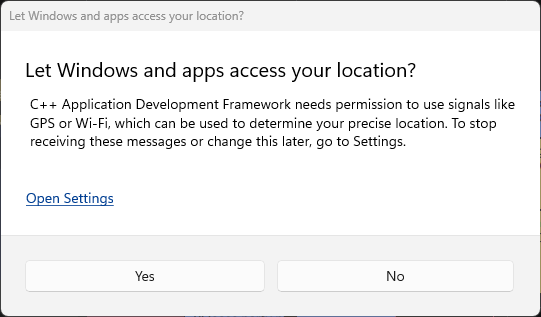 Let Windows and apps access your location?
Let Windows and apps access your location?
C++ Application Development Framework needs permission to use signals like
GPS or Wi-Fi, which can be used to determine your precise location. To stop
receiving these messages or change this later, go to Settings.
Open Settings
Yes
No